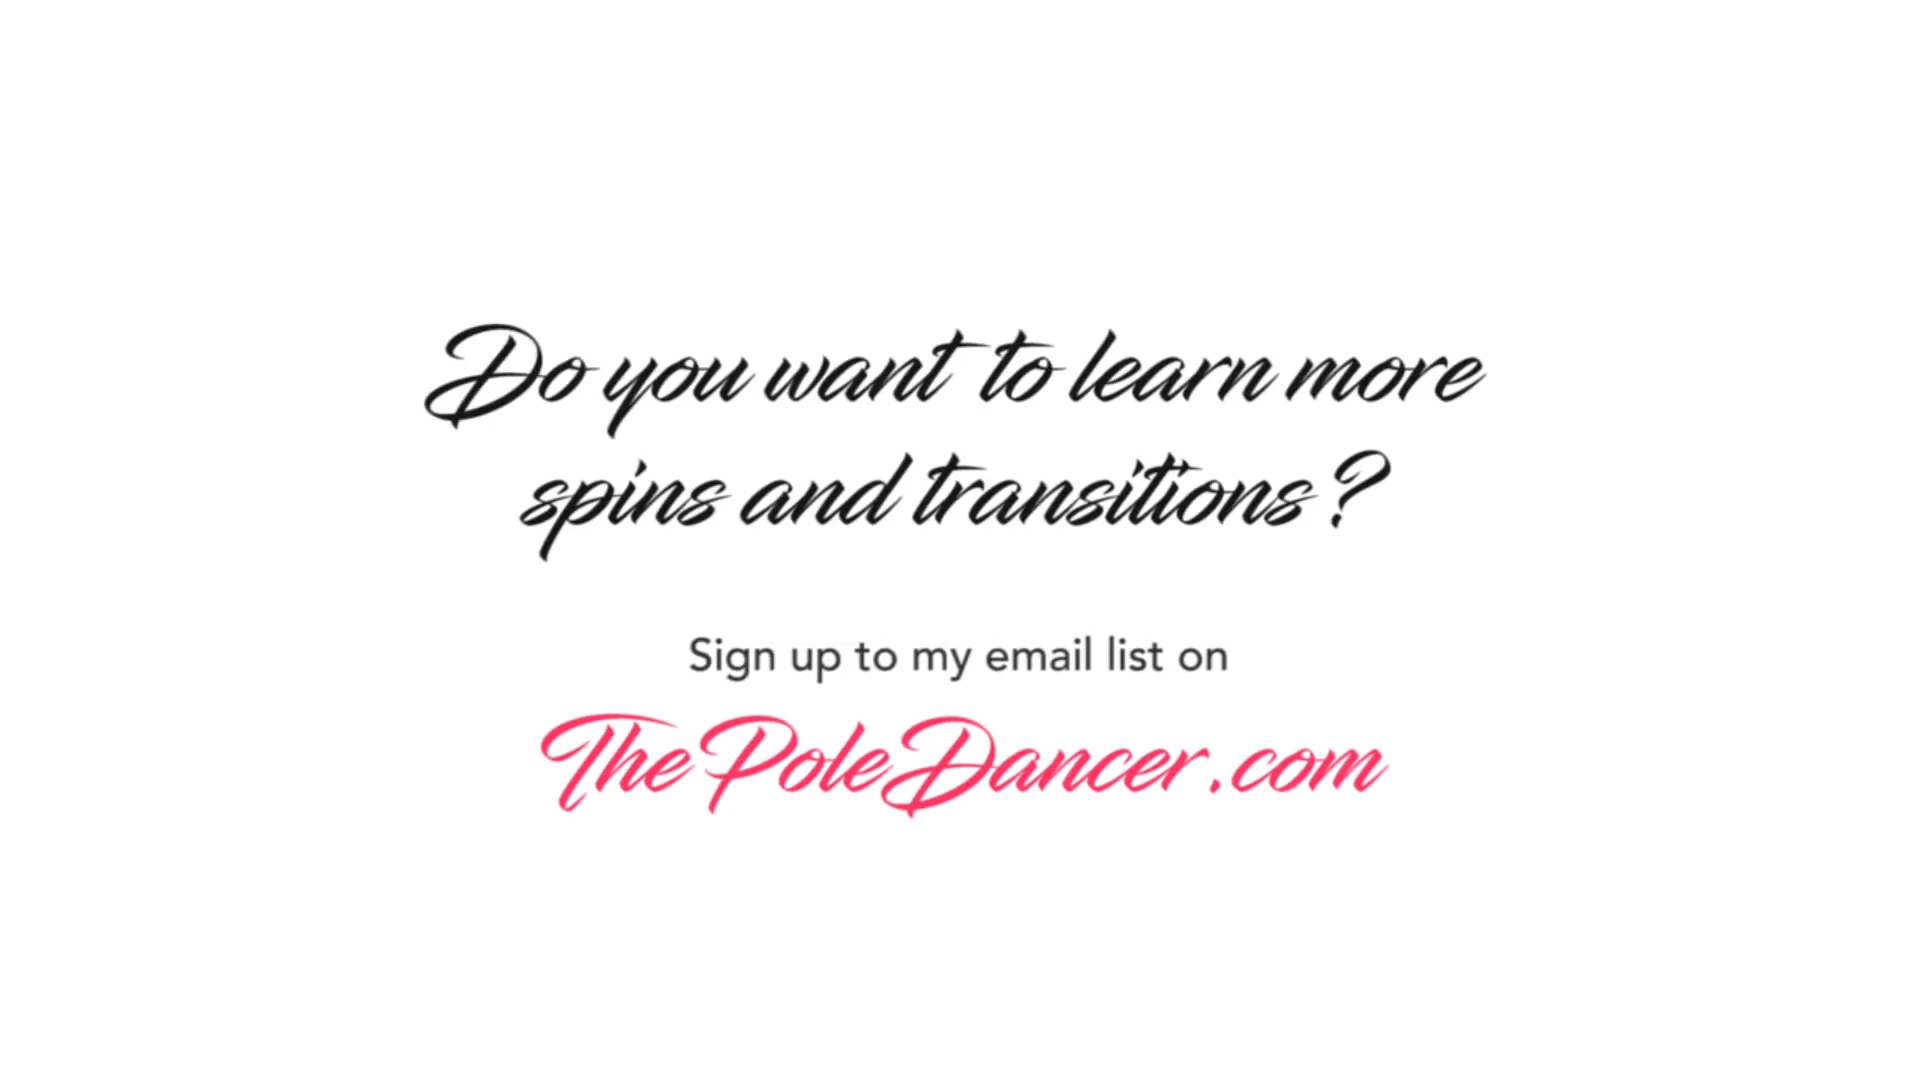 Do you want to learn more
spins and transitions?
Sign up to my email list on
ThePoleDancer.com